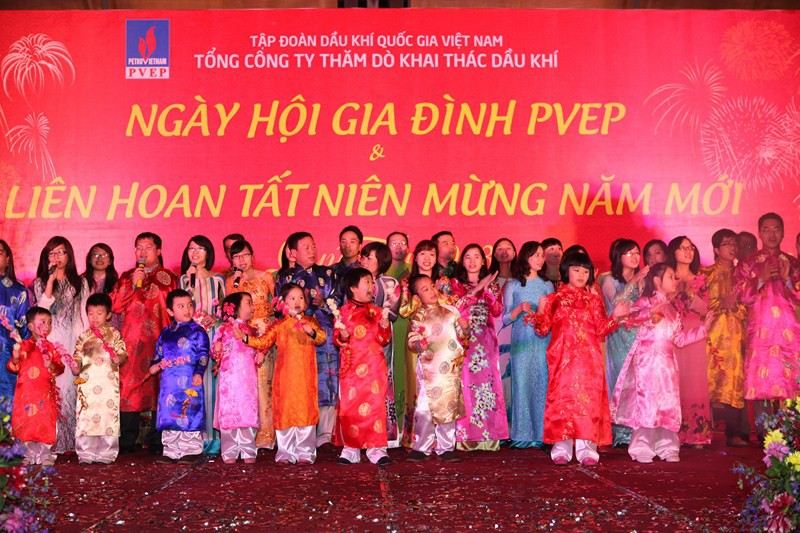 PETROVIETNAM
PVEP
TẬP ĐOÀN DẦU KHÍ QUỐC GIA VIỆT NAM
TỔNG CÔNG TY THĂM DÒ KHAI THÁC DẦU KHÍ
NGÀY HỘI GIA ĐÌNH PVEP
&
LIÊN HOAN TẤT NIÊN MỪNG NĂM MỚI